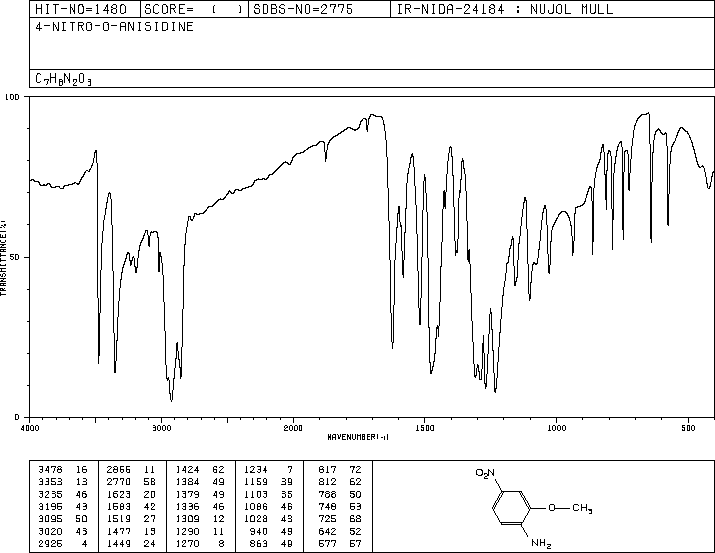 HIT-NO=1480 SCORE= ( ) SDBS-NO=2775 IR-NIDA-24184 : NUJOL MULL
4-NITRO-O-ANISIDINE
C7H8N2O3
100
50
0
TRANSMITTANCE(%)
4000 3000 2000 1500 1000 500
WAVENUMBER(-1)
3478 16 2866 11 1424 62 1234 7 817 72
3353 13 2770 58 1384 49 1159 39 812 62
3235 46 1623 20 1379 49 1103 35 788 50
3195 43 1583 42 1336 46 1086 46 748 53
3095 50 1519 27 1309 12 1028 43 725 68
3020 43 1477 13 1290 11 940 49 642 52
2925 4 1449 24 1270 8 863 49 577 57
O2N
O
CH3
NH2